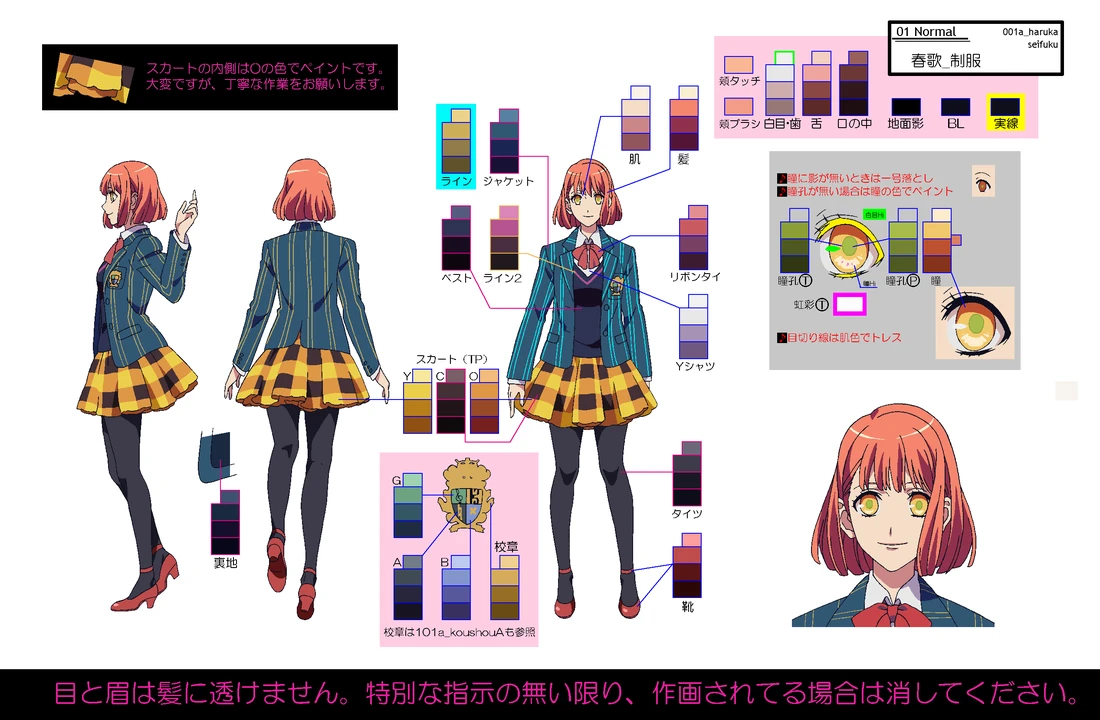 スカートの内側はOの色でペイントです。
大変ですが、丁寧な作業をお願いします。
01 Normal
001a_haruka
seifuku
春歌_制服
頬タッチ
頬ブラシ
白目・歯
舌
口の中
地面影
BL
実線
ライン
ジャケット
肌
髪
ベスト
ライン2
リボンタイ
Yシャツ
瞳に影が無いときは一号落とし
瞳孔が無い場合は瞳の色でペイント
白目Hi
瞳孔Ⓣ
瞳Hi
瞳孔Ⓟ
瞳
虹彩Ⓣ
目切り線は肌色でトレス
スカート（TP）
Y
C
O
裏地
G
A
B
校章
校章は101a_koushouAも参照
タイツ
靴
目と眉は髪に透けません。特別な指示の無い限り、作画されてる場合は消してください。